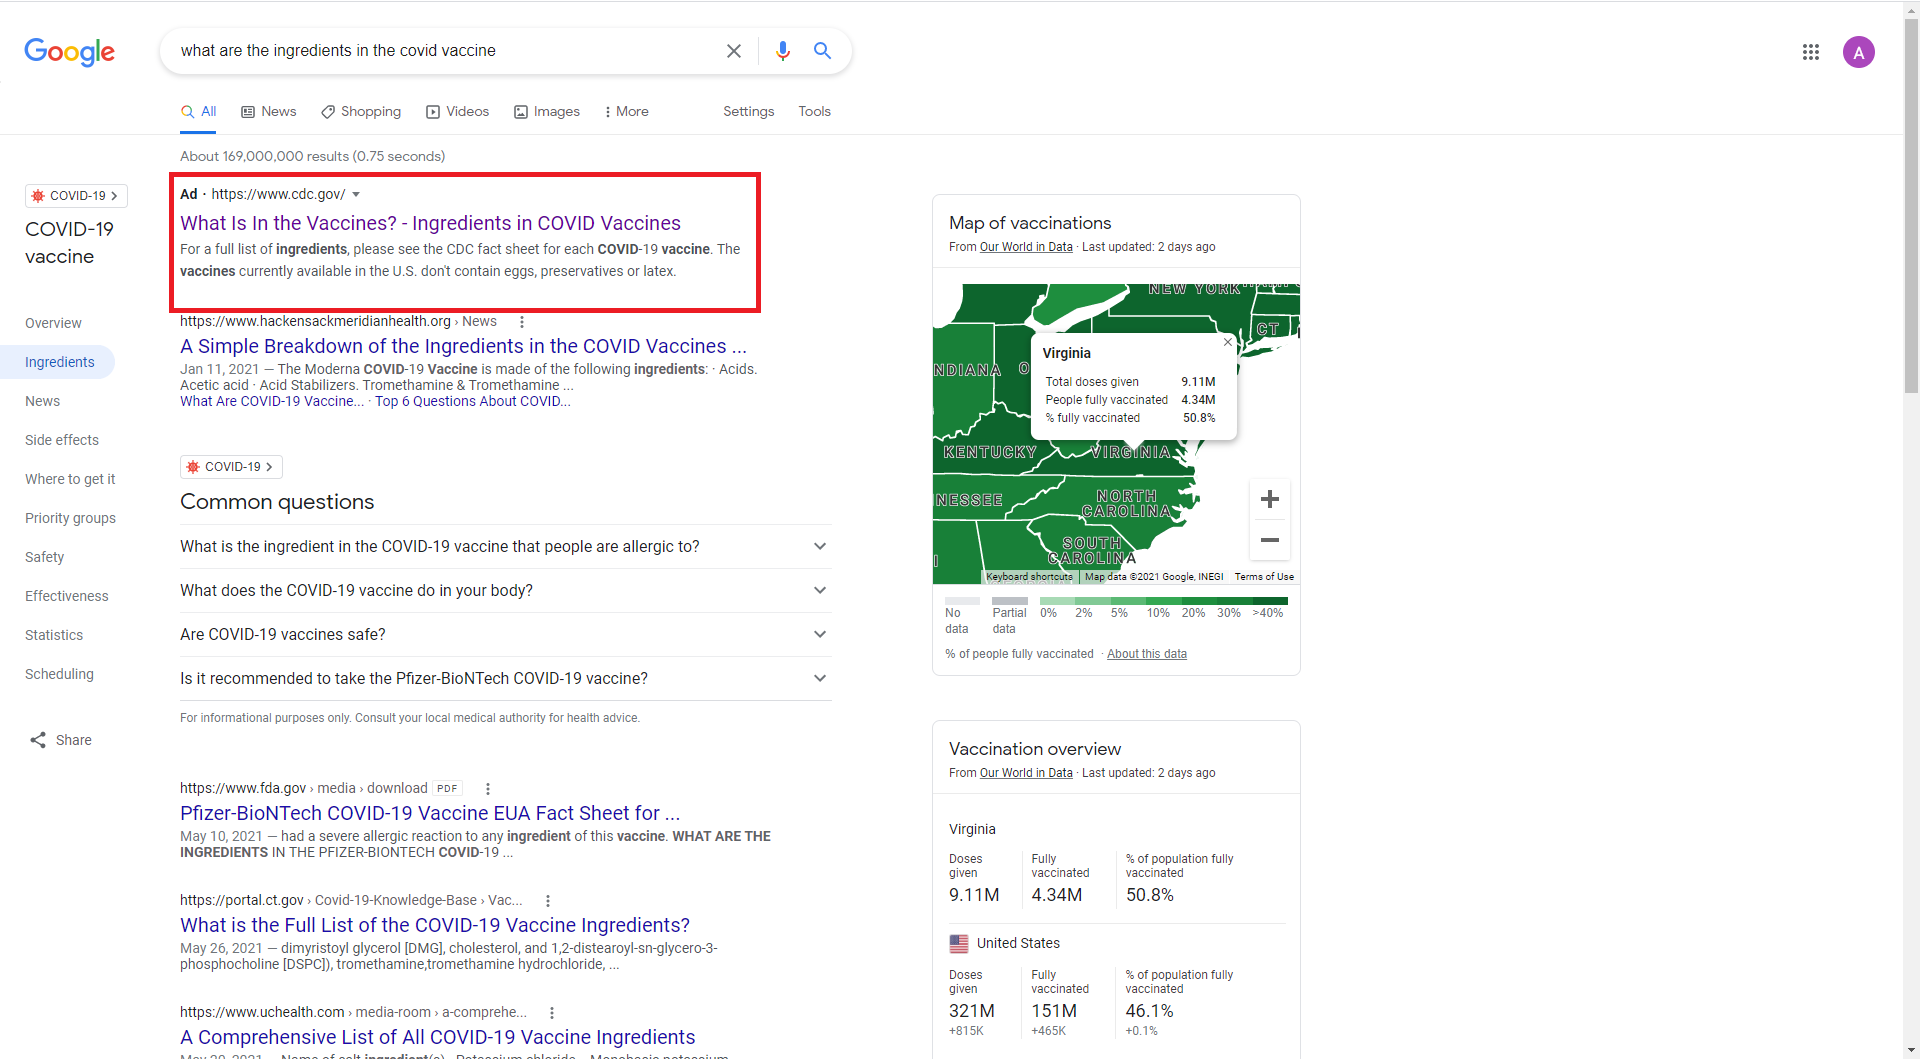 Google
what are the ingredients in the covid vaccine
A
All
News
Shopping
Videos
Images
More
Settings
Tools
About 169,000,000 results (0.75 seconds)
COVID-19
COVID-19
vaccine
Overview
Ingredients
News
Side effects
Where to get it
Priority groups
Safety
Effectiveness
Statistics
Scheduling
Share
Ad · https://www.cdc.gov/
What Is In the Vaccines? - Ingredients in COVID Vaccines
For a full list of ingredients, please see the CDC fact sheet for each COVID-19 vaccine. The
vaccines currently available in the U.S. don't contain eggs, preservatives or latex.
https://www.hackensackmeridianhealth.org › News
A Simple Breakdown of the Ingredients in the COVID Vaccines ...
Jan 11, 2021 — The Moderna COVID-19 Vaccine is made of the following ingredients: · Acids.
Acetic acid · Acid Stabilizers. Tromethamine & Tromethamine ...
What Are COVID-19 Vaccine... · Top 6 Questions About COVID...
COVID-19
Common questions
What is the ingredient in the COVID-19 vaccine that people are allergic to?
What does the COVID-19 vaccine do in your body?
Are COVID-19 vaccines safe?
Is it recommended to take the Pfizer-BioNTech COVID-19 vaccine?
For informational purposes only. Consult your local medical authority for health advice.
https://www.fda.gov › media › download PDF
Pfizer-BioNTech COVID-19 Vaccine EUA Fact Sheet for ...
May 10, 2021 — had a severe allergic reaction to any ingredient of this vaccine. WHAT ARE THE
INGREDIENTS IN THE PFIZER-BIONTECH COVID-19 ...
https://portal.ct.gov › Covid-19-Knowledge-Base › Vac...
What is the Full List of the COVID-19 Vaccine Ingredients?
May 26, 2021 — dimyristoyl glycerol [DMG], cholesterol, and 1,2-distearoyl-sn-glycero-3-
phosphocholine [DSPC]), tromethamine,tromethamine hydrochloride, ...
https://www.uchealth.com › media-room › a-comprehe...
A Comprehensive List of All COVID-19 Vaccine Ingredients
Map of vaccinations
From Our World in Data · Last updated: 2 days ago
NEW YORK
CT
NDIANA
O
Virginia
Total doses given 9.11M
People fully vaccinated 4.34M
% fully vaccinated 50.8%
KENTUCKY
VIRGINIA
NNESSEE
NORTH
CAROLINA
SOUTH
CAROLINA
Keyboard shortcuts
Map data ©2021 Google, INEGI
Terms of Use
No
data
Partial
data
0% 2% 5% 10% 20% 30% >40%
% of people fully vaccinated · About this data
Vaccination overview
From Our World in Data · Last updated: 2 days ago
Virginia
Doses
given
9.11M
Fully
vaccinated
4.34M
% of population fully
vaccinated
50.8%
United States
Doses
given
321M
+815K
Fully
vaccinated
151M
+465K
% of population fully
vaccinated
46.1%
+0.1%